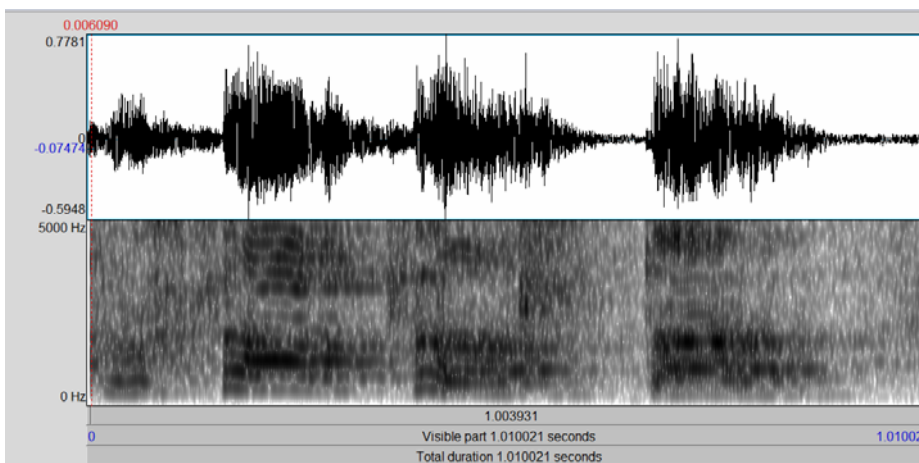 0.006090
0.7781
0
-0.07474
-0.5948
5000 Hz
0 Hz
1.003931
0 Visible part 1.010021 seconds 1.01002
Total duration 1.010021 seconds